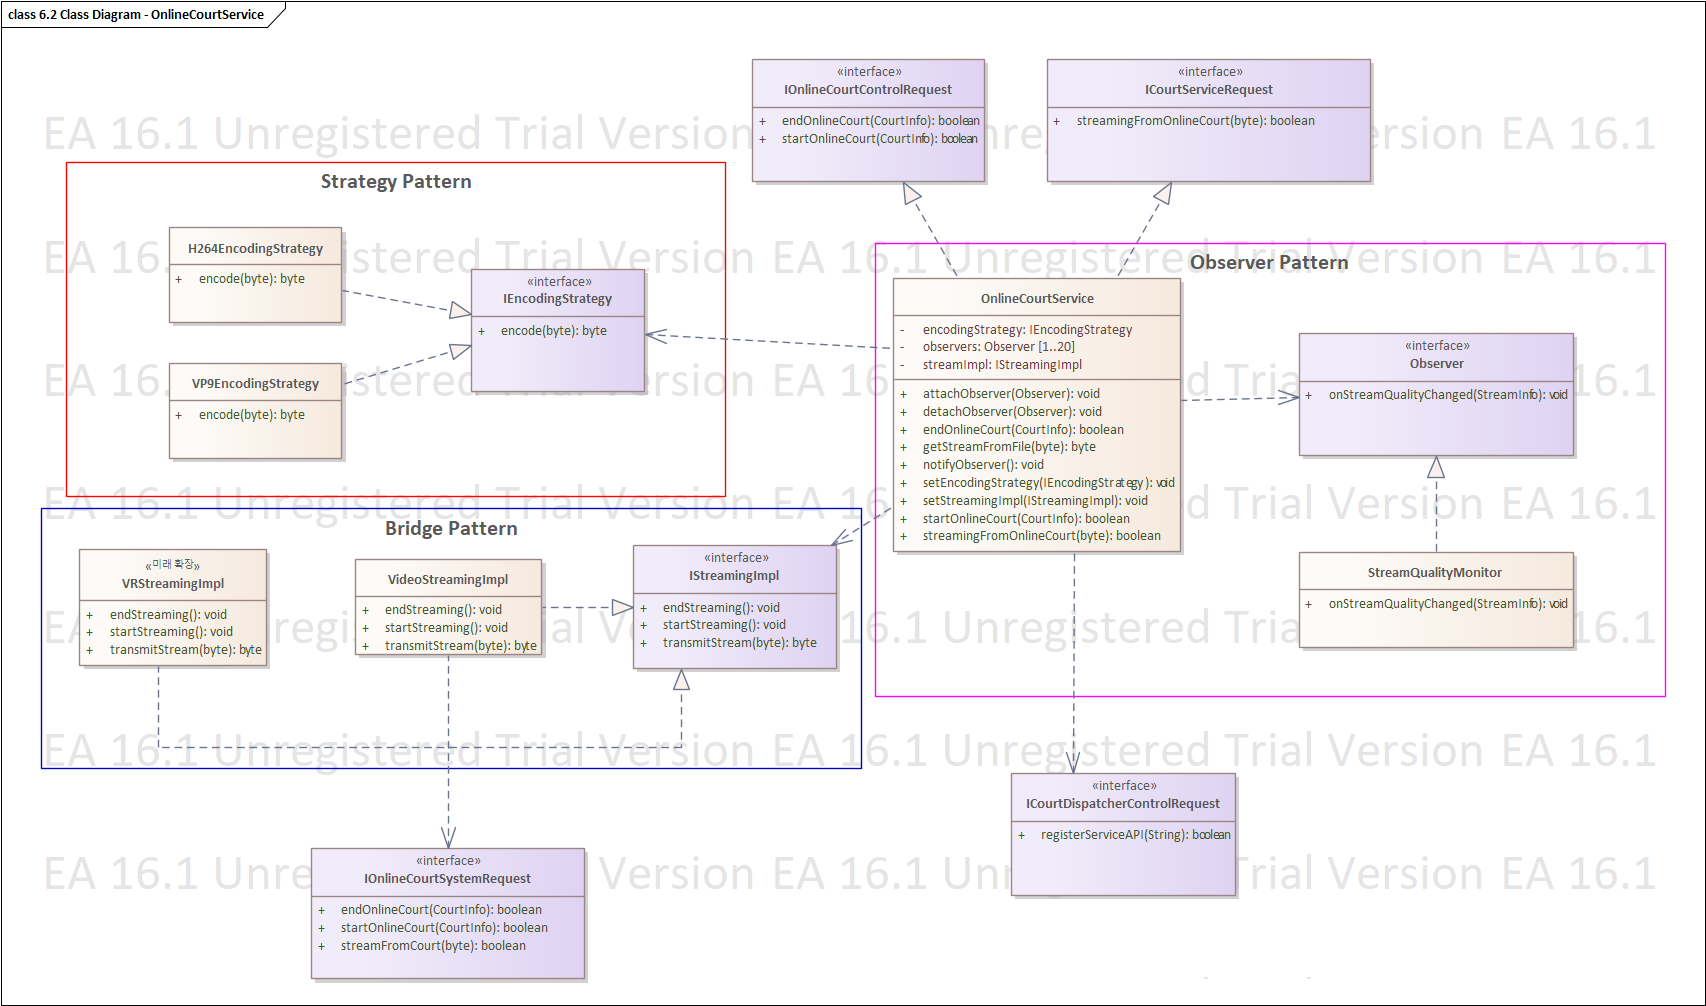 class 6.2 Class Diagram - OnlineCourtService
«interface»
IOnlineCourtControlRequest
+ endOnlineCourt(CourtInfo): boolean
+ startOnlineCourt(CourtInfo): boolean
«interface»
ICourtServiceRequest
+ streamingFromOnlineCourt(byte): boolean
EA 16.1 Unregistered Trial Version EA 16.1 Unregistered Trial Version EA 16.1
Strategy Pattern
H264EncodingStrategy
+ encode(byte): byte
VP9EncodingStrategy
+ encode(byte): byte
«interface»
IEncodingStrategy
+ encode(byte): byte
Observer Pattern
OnlineCourtService
- encodingStrategy: IEncodingStrategy
- observers: Observer [1..20]
- streamImpl: IStreamingImpl
+ attachObserver(Observer): void
+ detachObserver(Observer): void
+ endOnlineCourt(CourtInfo): boolean
+ getStreamFromFile(byte): byte
+ notifyObserver(): void
+ setEncodingStrategy(IEncodingStrategy): void
+ setStreamingImpl(IStreamingImpl): void
+ startOnlineCourt(CourtInfo): boolean
+ streamingFromOnlineCourt(byte): boolean
«interface»
Observer
+ onStreamQualityChanged(StreamInfo): void
StreamQualityMonitor
+ onStreamQualityChanged(StreamInfo): void
Bridge Pattern
«미래 확장»
VRStreamingImpl
+ endStreaming(): void
+ startStreaming(): void
+ transmitStream(byte): byte
VideoStreamingImpl
+ endStreaming(): void
+ startStreaming(): void
+ transmitStream(byte): byte
«interface»
IStreamingImpl
+ endStreaming(): void
+ startStreaming(): void
+ transmitStream(byte): byte
«interface»
ICourtDispatcherControlRequest
+ registerServiceAPI(String): boolean
«interface»
IOnlineCourtSystemRequest
+ endOnlineCourt(CourtInfo): boolean
+ startOnlineCourt(CourtInfo): boolean
+ streamFromCourt(byte): boolean